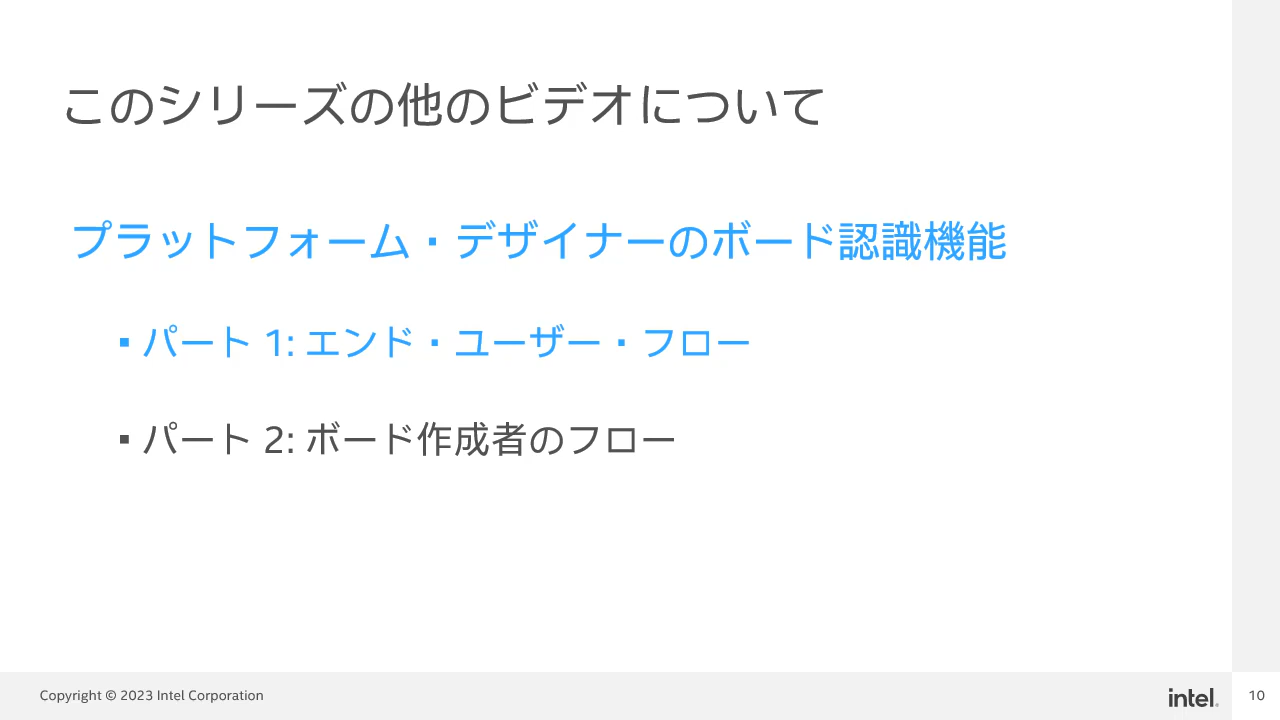 このシリーズの他のビデオについて
プラットフォーム・デザイナーのボード認識機能
▪ パート 1: エンド・ユーザー・フロー
▪ パート 2: ボード作成者のフロー
Copyright © 2023 Intel Corporation
intel.
10